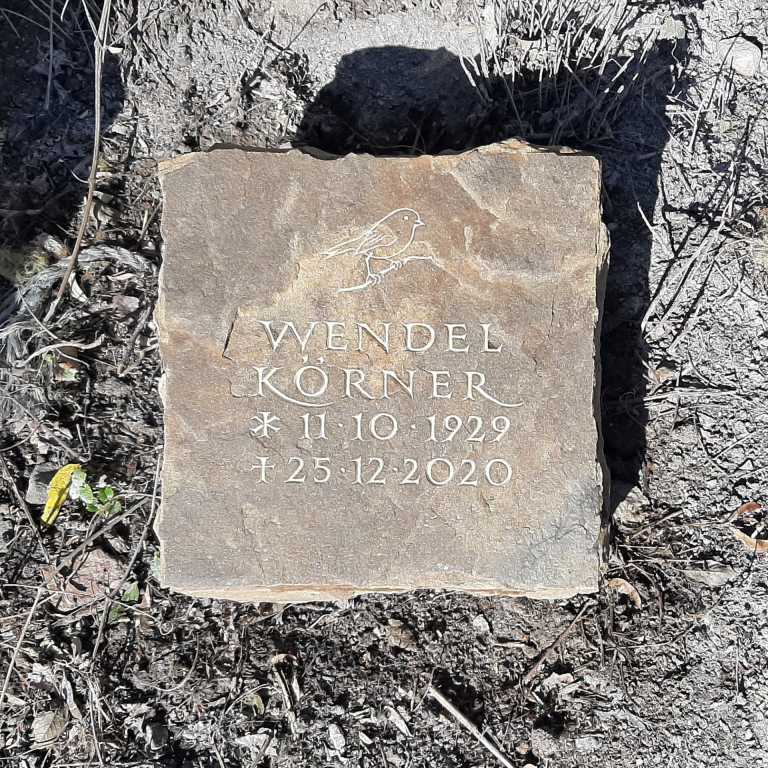 WENDEL
KÖRNER
* 11·10·1929
† 25·12·2020